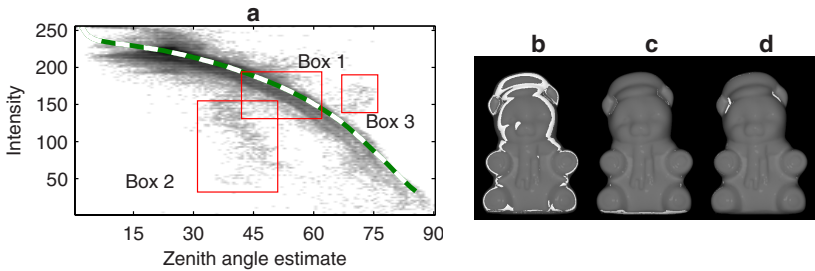 a
250
200
150
100
50
Intensity
Box 1
Box 3
Box 2
15 30 45 60 75 90
Zenith angle estimate
b c d